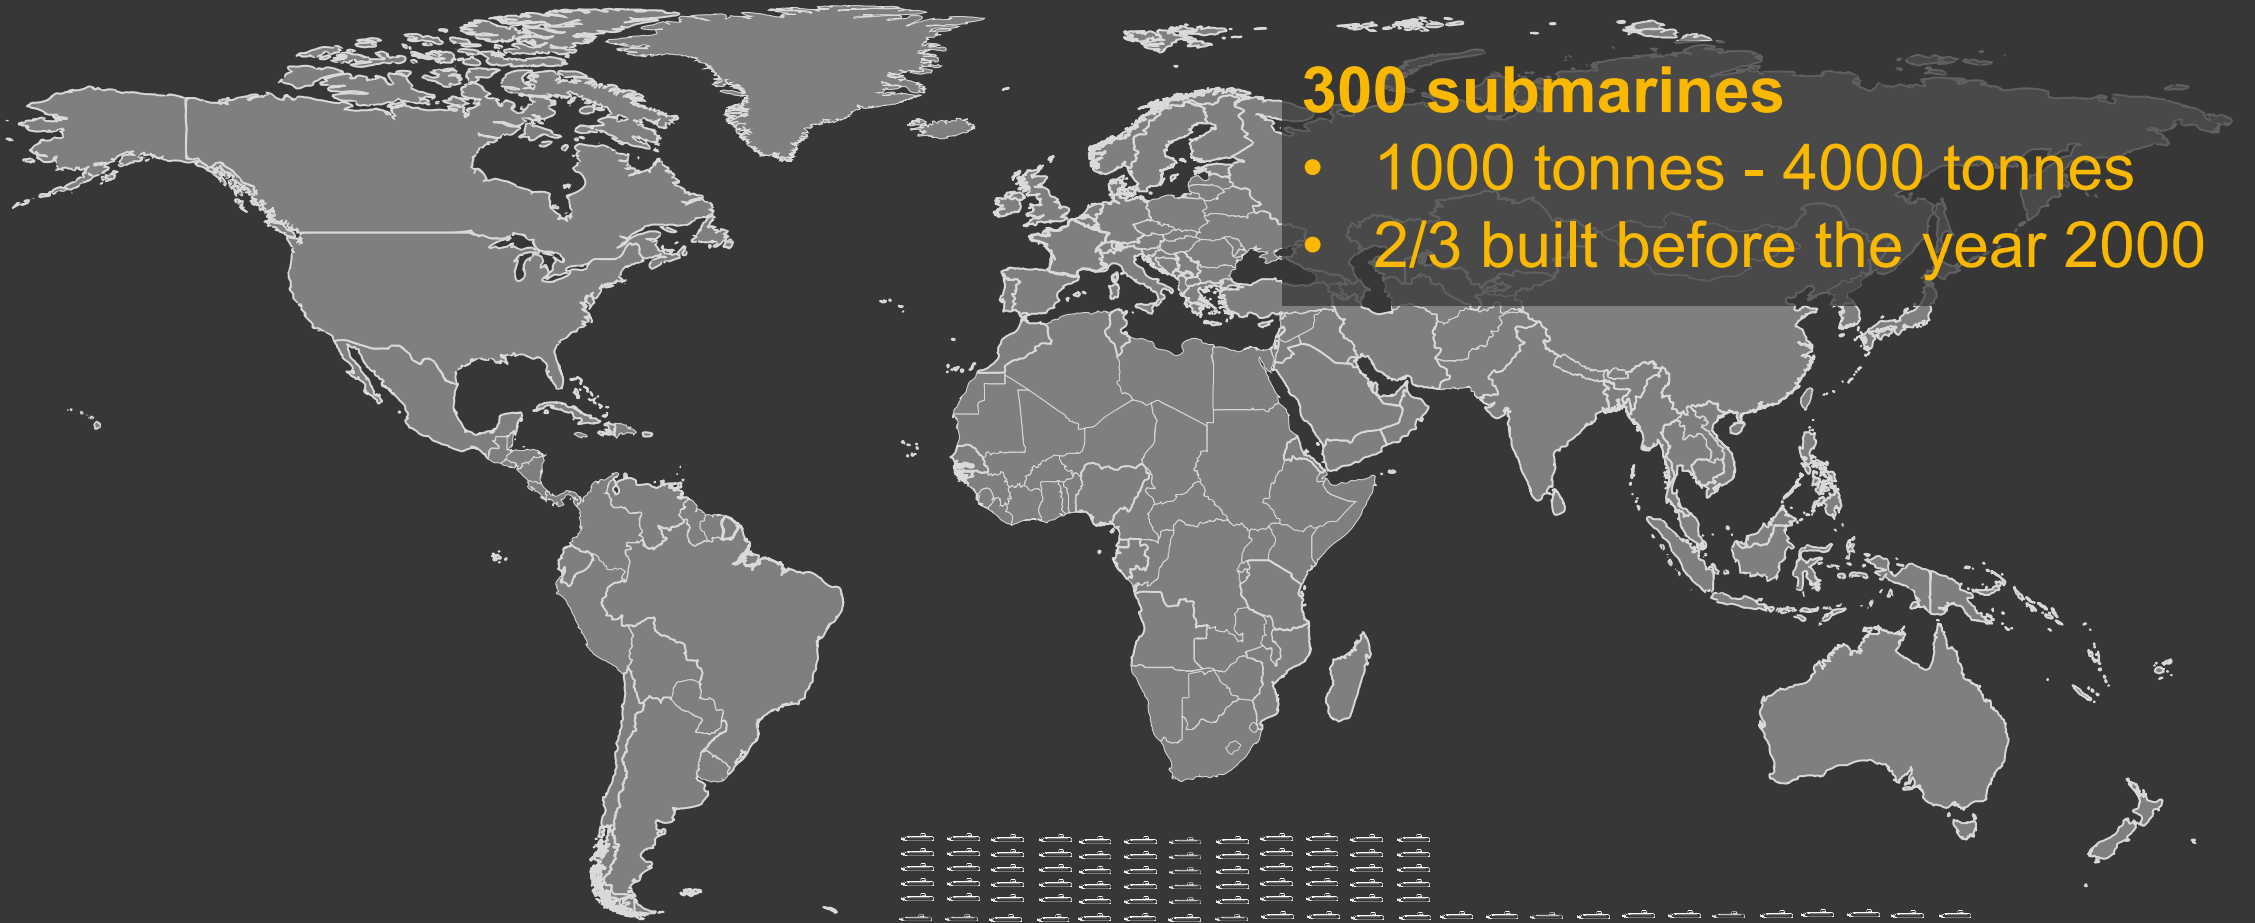 300 submarines
• 1000 tonnes - 4000 tonnes
• 2/3 built before the year 2000